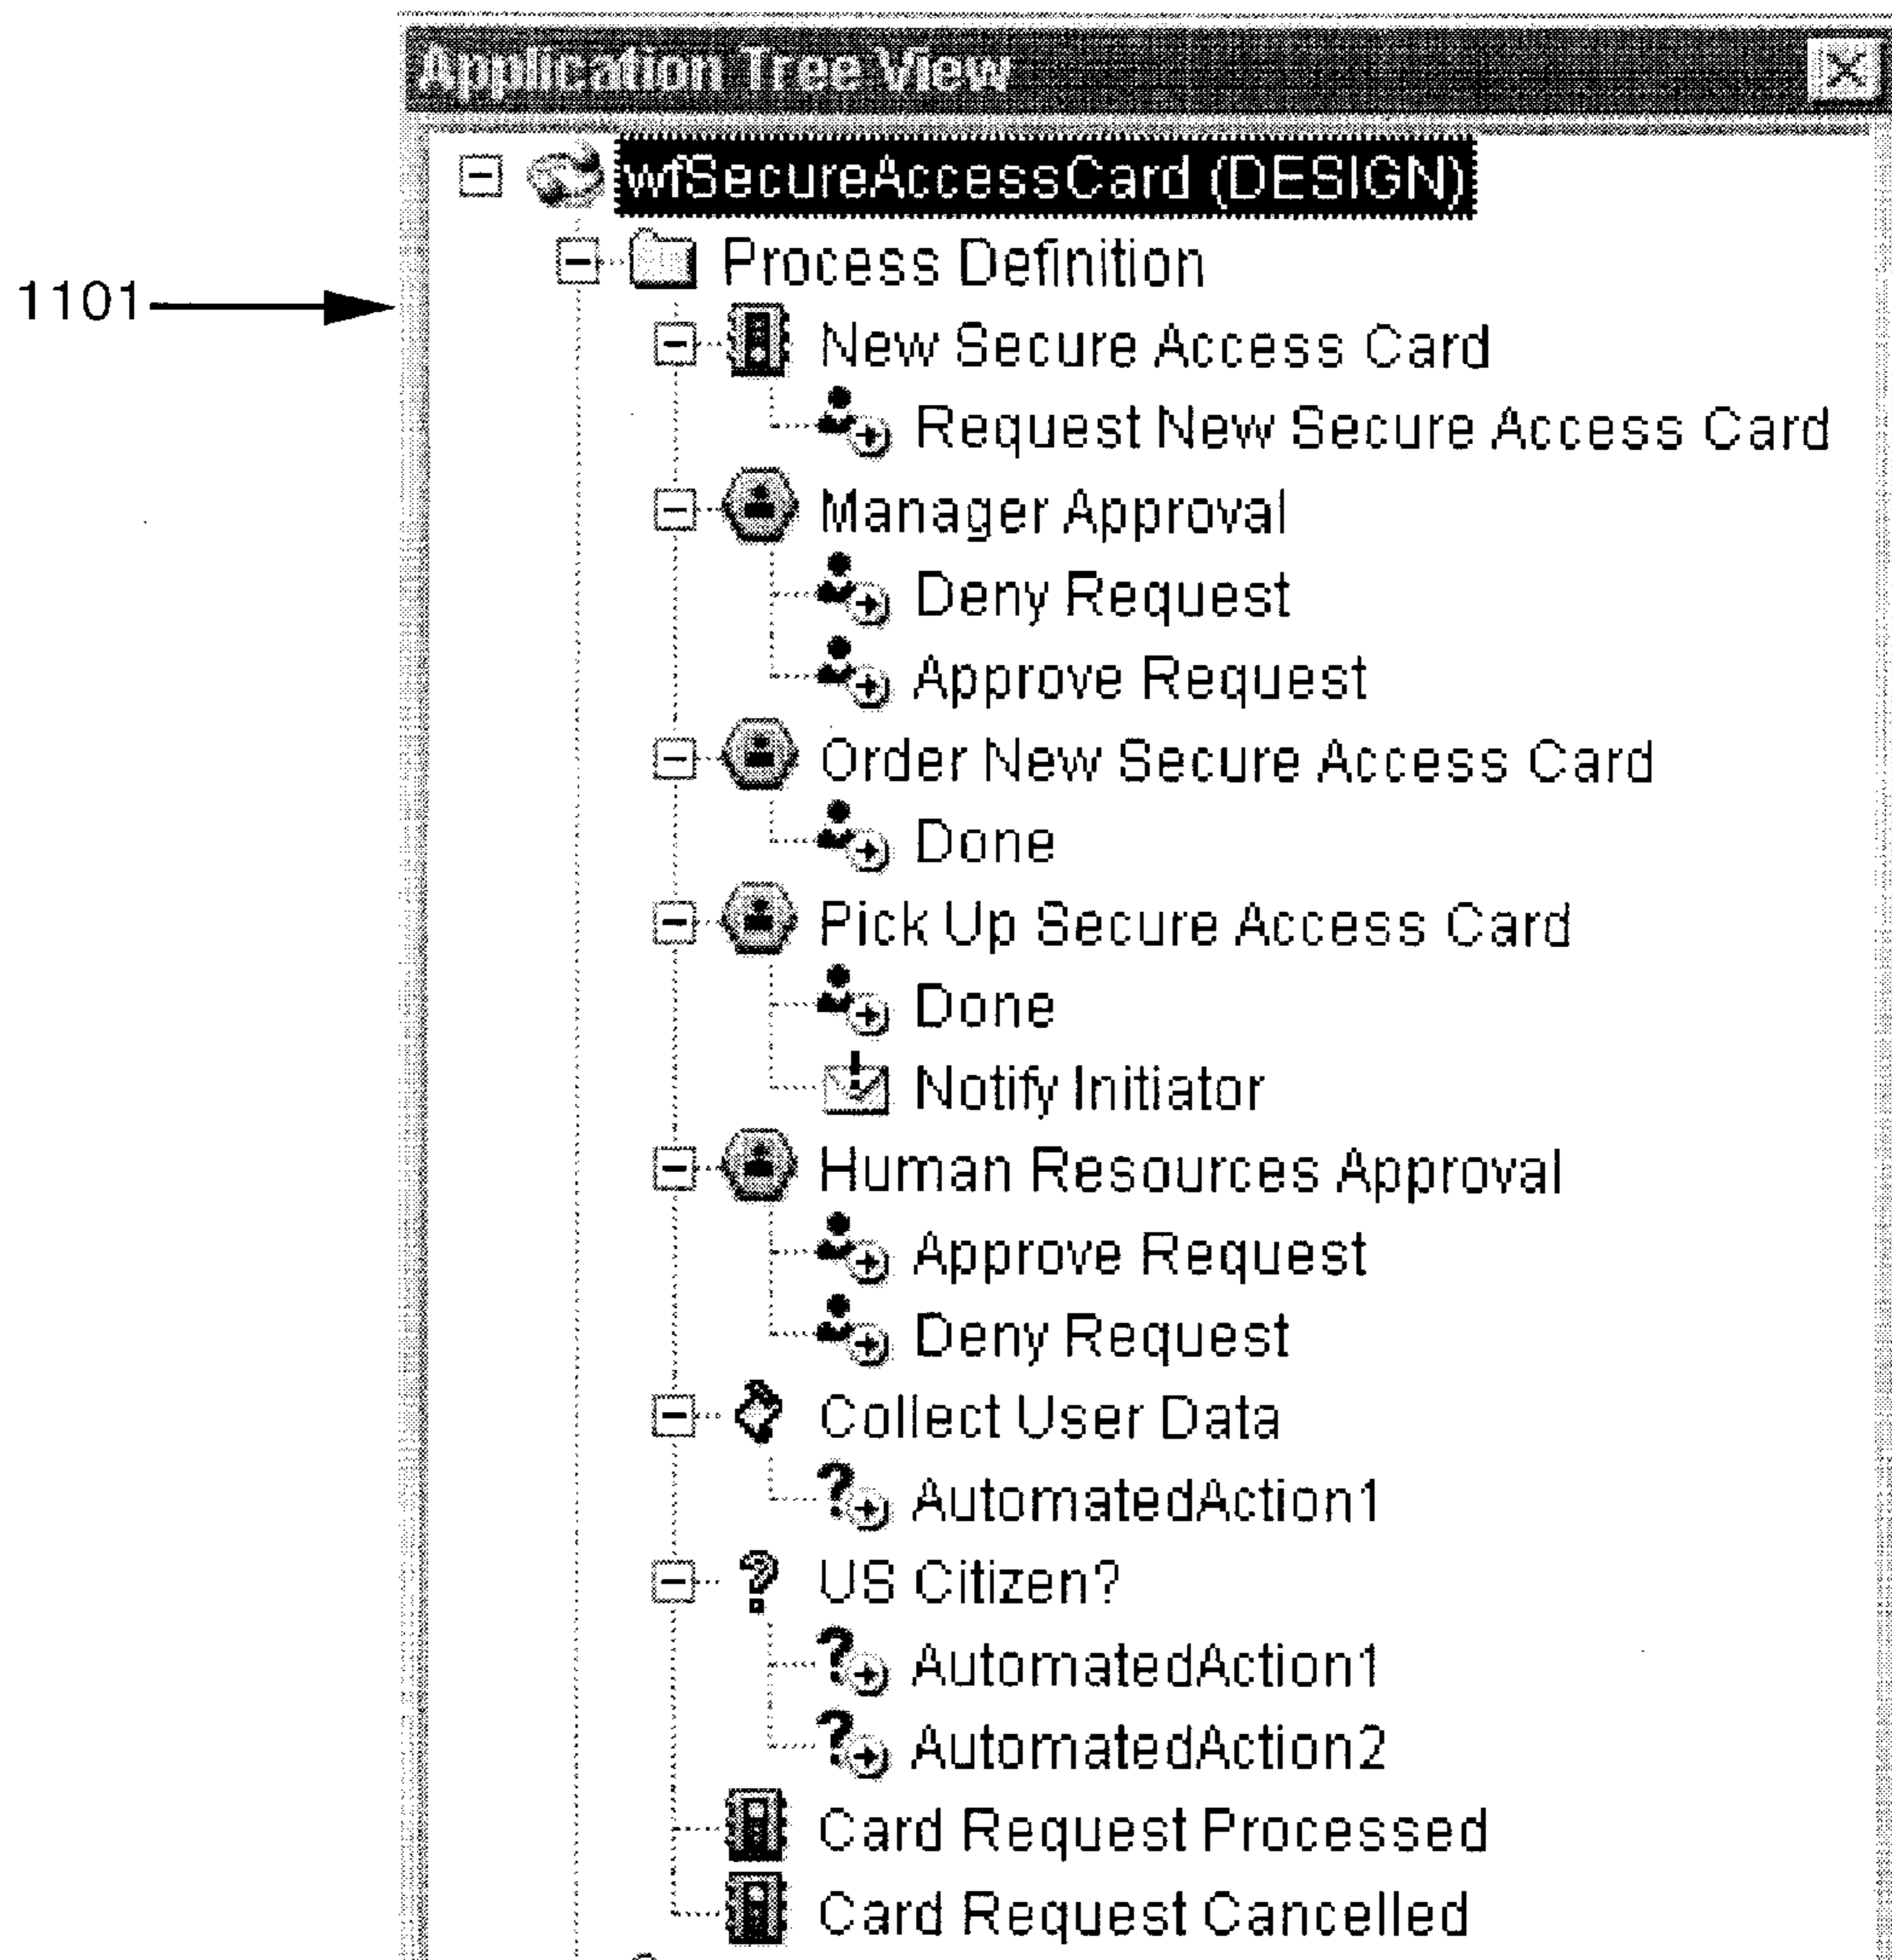 Application Tree View
wfSecureAccessCard (DESIGN)
Process Definition
1101
New Secure Access Card
Request New Secure Access Card
Manager Approval
Deny Request
Approve Request
Order New Secure Access Card
Done
Pick Up Secure Access Card
Done
Notify Initiator
Human Resources Approval
Approve Request
Deny Request
Collect User Data
AutomatedAction1
US Citizen?
AutomatedAction1
AutomatedAction2
Card Request Processed
Card Request Cancelled